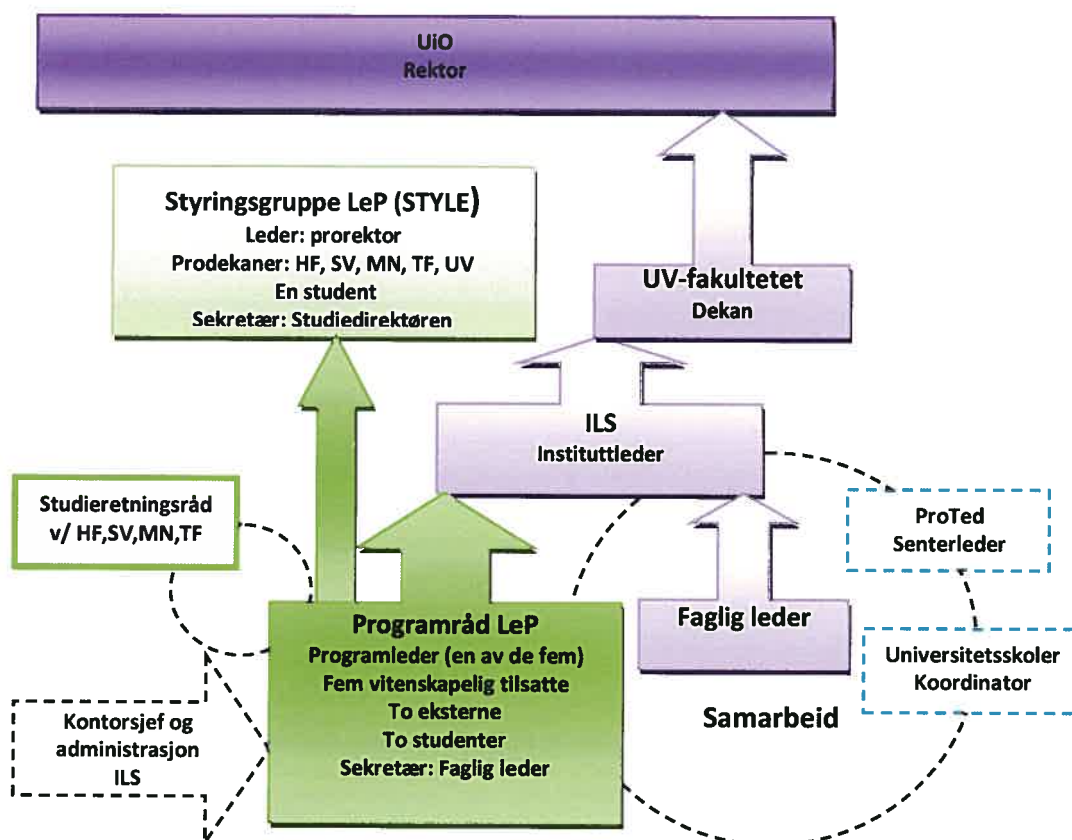 UiO
Rektor
Styringsgruppe LeP (STYLE)
Leder: prorektor
Prodekaner: HF, SV, MN, TF, UV
En student
Sekretær: Studiedirektøren
UV-fakultetet
Dekan
ILS
Instituttleder
Studieretningsråd
v/ HF,SV,MN,TF
ProTed
Senterleder
Faglig leder
Programråd LeP
Programleder (en av de fem)
Fem vitenskapelig tilsatte
To eksterne
To studenter
Sekretær: Faglig leder
Universitetsskoler
Koordinator
Kontorsjef og
administrasjon
ILS
Samarbeid